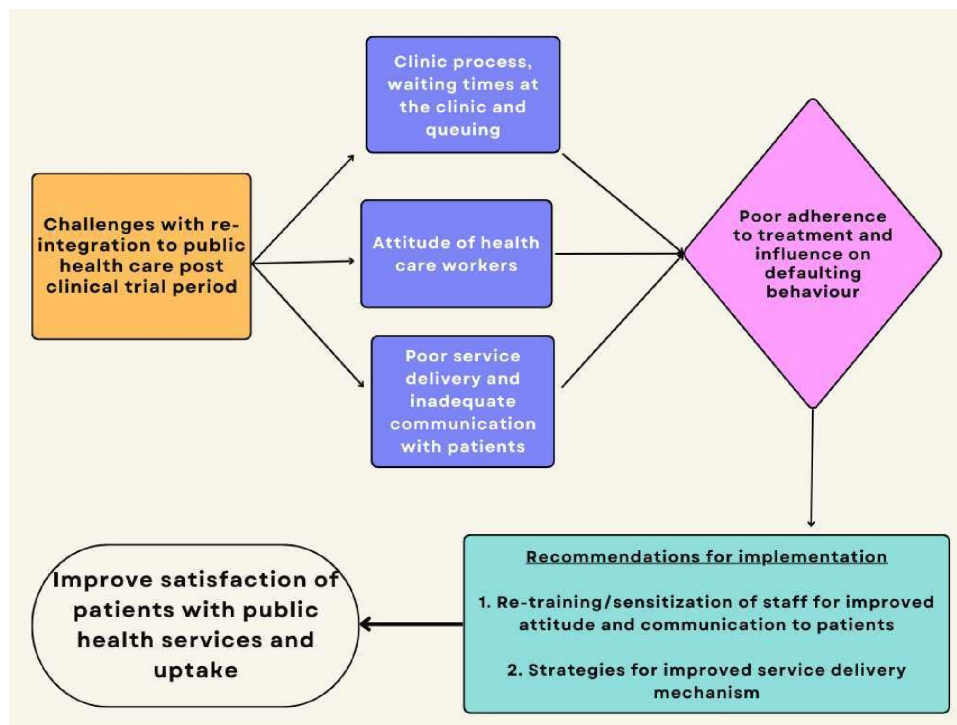 Clinic process,
waiting times at
the clinic and
queuing
Challenges with re-
integration to public
health care post
clinical trial period
Attitude of health
care workers
Poor service
delivery and
inadequate
communication
with patients
Poor adherence
to treatment and
influence on
defaulting
behaviour
Recommendations for implementation
1. Re-training/sensitization of staff for improved
attitude and communication to patients
2. Strategies for improved service delivery
mechanism
Improve satisfaction of
patients with public
health services and
uptake